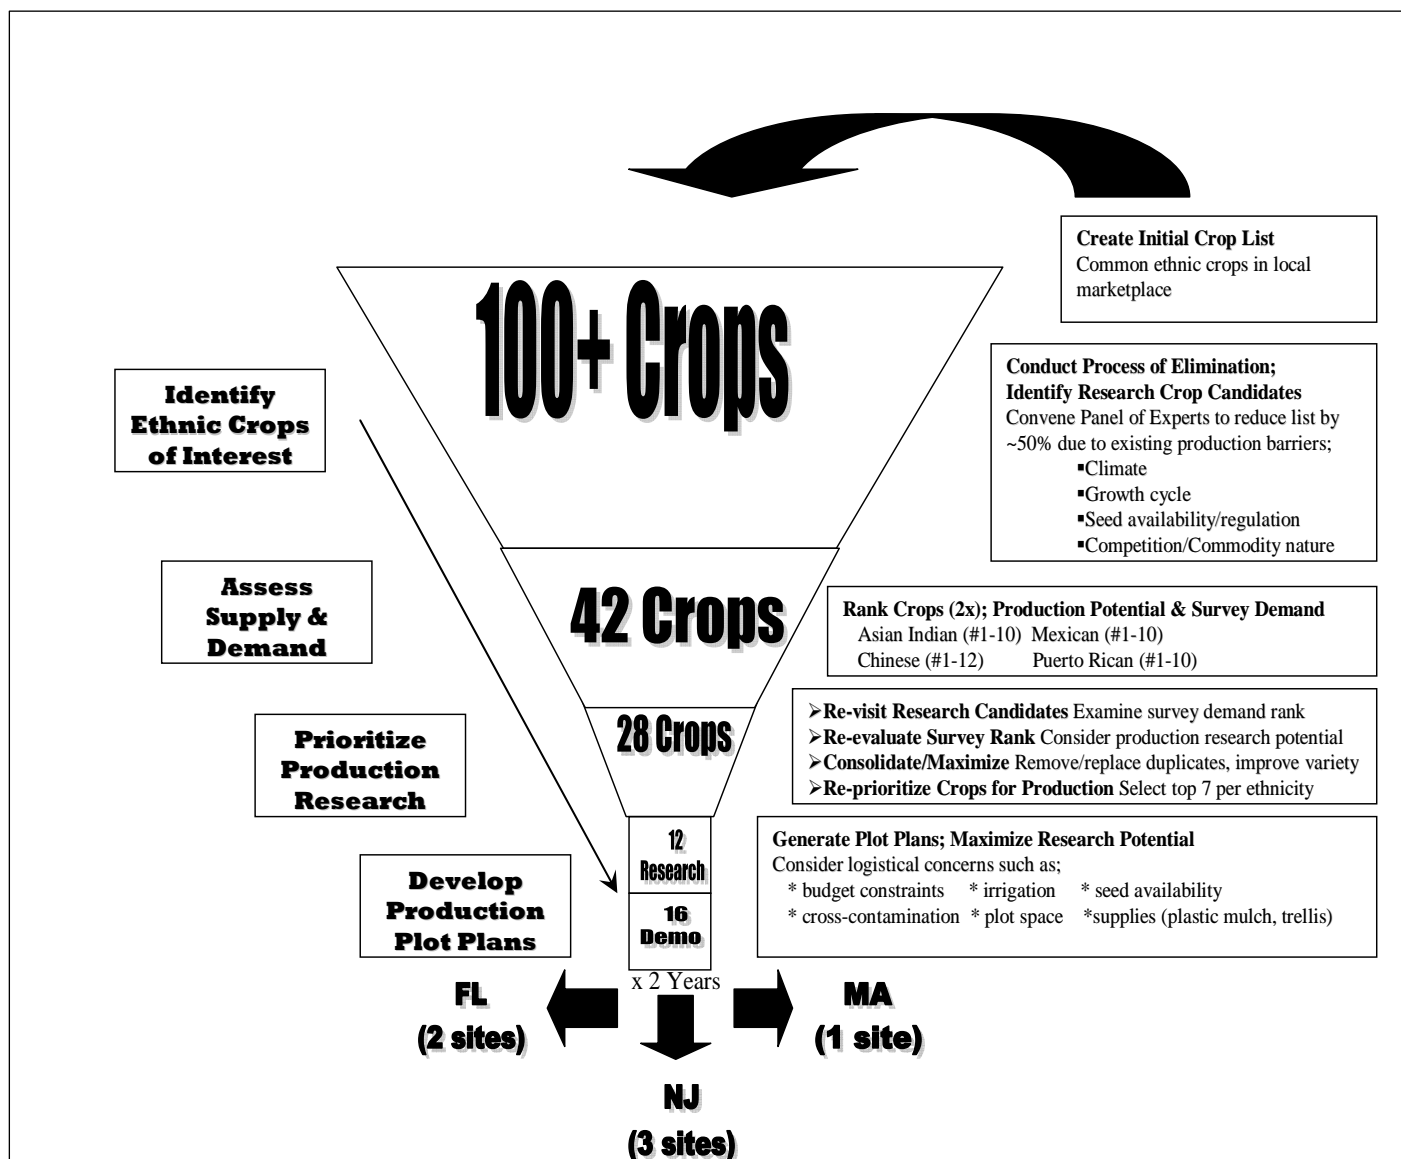 Create Initial Crop List
Common ethnic crops in local
marketplace
100+ Crops
Identify
Ethnic Crops
of Interest
Conduct Process of Elimination;
Identify Research Crop Candidates
Convene Panel of Experts to reduce list by
~50% due to existing production barriers;
▪Climate
▪Growth cycle
▪Seed availability/regulation
▪Competition/Commodity nature
Assess
Supply &
Demand
42 Crops
Rank Crops (2x); Production Potential & Survey Demand
Asian Indian (#1-10) Mexican (#1-10)
Chinese (#1-12) Puerto Rican (#1-10)
Prioritize
Production
Research
28 Crops
➢Re-visit Research Candidates Examine survey demand rank
➢Re-evaluate Survey Rank Consider production research potential
➢Consolidate/Maximize Remove/replace duplicates, improve variety
➢Re-prioritize Crops for Production Select top 7 per ethnicity
Develop
Production
Plot Plans
12
Research
16
Demo
x 2 Years
Generate Plot Plans; Maximize Research Potential
Consider logistical concerns such as;
* budget constraints * irrigation * seed availability
* cross-contamination * plot space *supplies (plastic mulch, trellis)
FL
(2 sites)
MA
(1 site)
NJ
(3 sites)